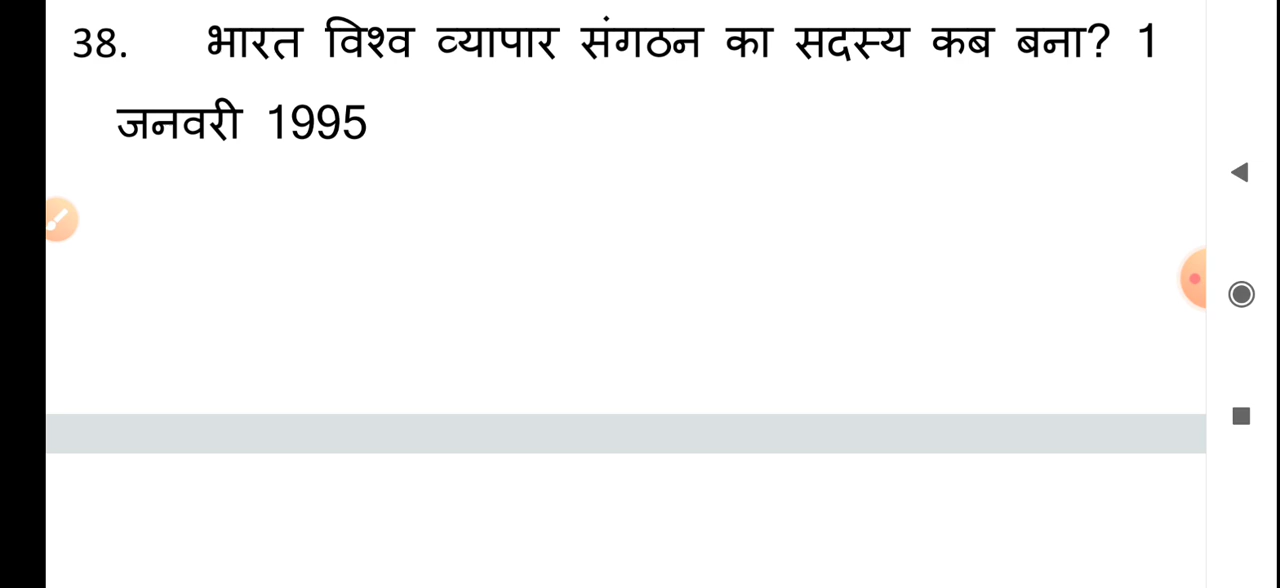 38. भारत विश्व व्यापार संगठन का सदस्य कब बना? 1
जनवरी 1995